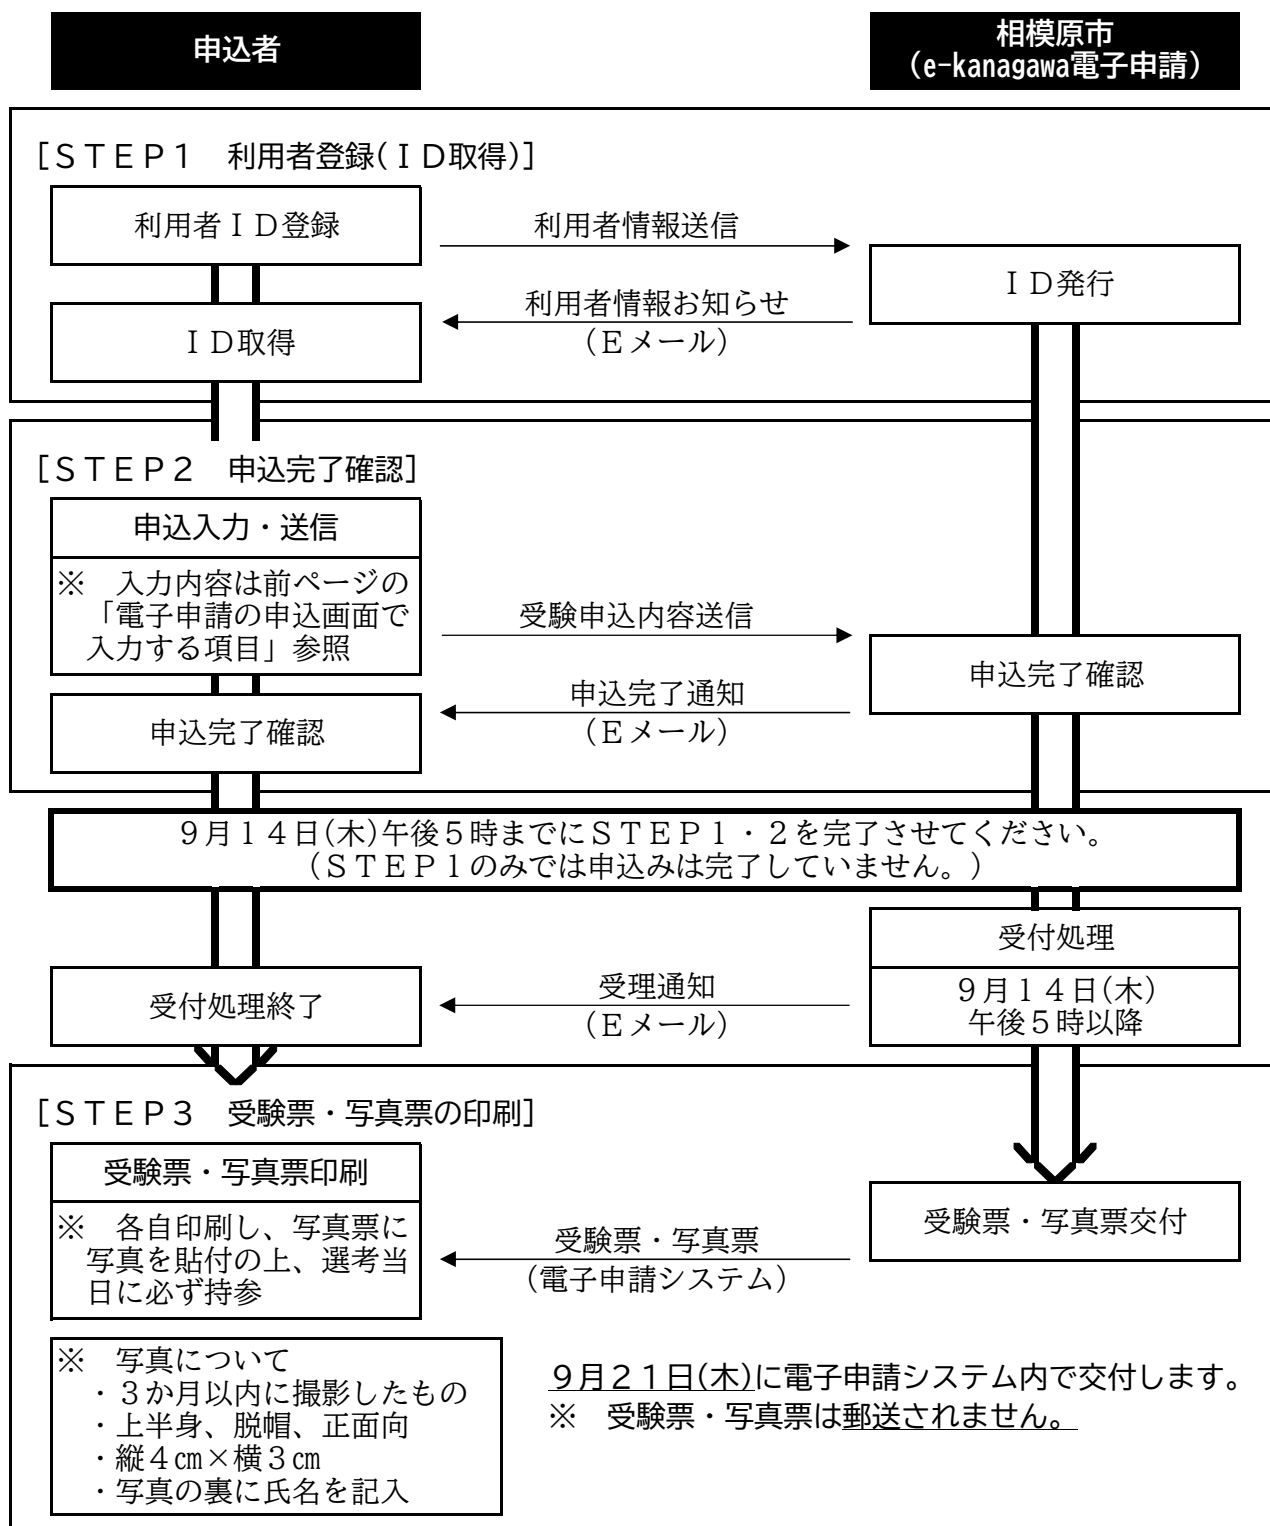 申込者
相模原市
（e-kanagawa電子申請）
[ＳＴＥＰ１　利用者登録(ＩＤ取得)]
利用者ＩＤ登録
利用者情報送信
ＩＤ発行
利用者情報お知らせ
（Ｅメール）
ＩＤ取得
[ＳＴＥＰ２　申込完了確認]
申込入力・送信
※　入力内容は前ページの
「電子申請の申込画面で
入力する項目」参照
受験申込内容送信
申込完了確認
申込完了通知
（Ｅメール）
申込完了確認
９月１４日(木)午後５時までにＳＴＥＰ１・２を完了させてください。
（ＳＴＥＰ１のみでは申込みは完了していません。）
受付処理
９月１４日(木)
午後５時以降
受理通知
（Ｅメール）
受付処理終了
[ＳＴＥＰ３　受験票・写真票の印刷]
受験票・写真票印刷
※　各自印刷し、写真票に
写真を貼付の上、選考当
日に必ず持参
受験票・写真票交付
受験票・写真票
（電子申請システム）
※　写真について
・３か月以内に撮影したもの
・上半身、脱帽、正面向
・縦４㎝×横３㎝
・写真の裏に氏名を記入
９月２１日(木)に電子申請システム内で交付します。
※　受験票・写真票は郵送されません。